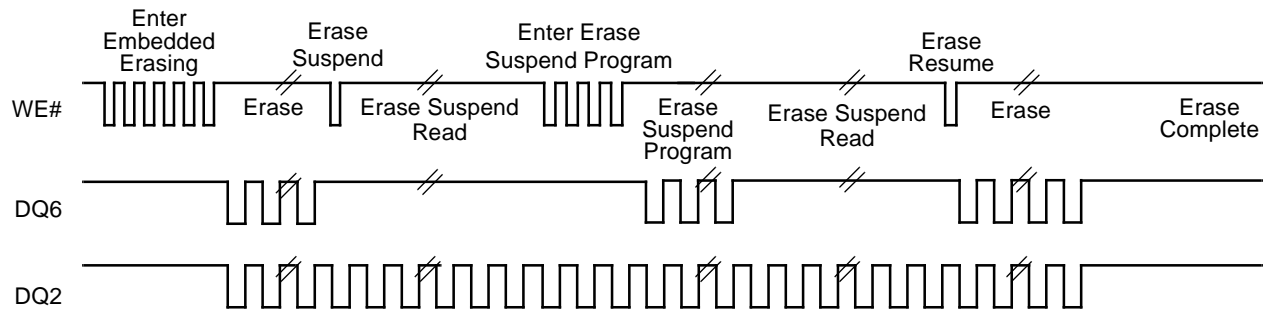 Enter
Embedded
Erasing
Erase
Suspend
Enter Erase
Suspend Program
Erase
Resume
WE#
Erase
Erase Suspend
Read
Erase
Suspend
Program
Erase Suspend
Read
Erase
Erase
Complete
DQ6
DQ2